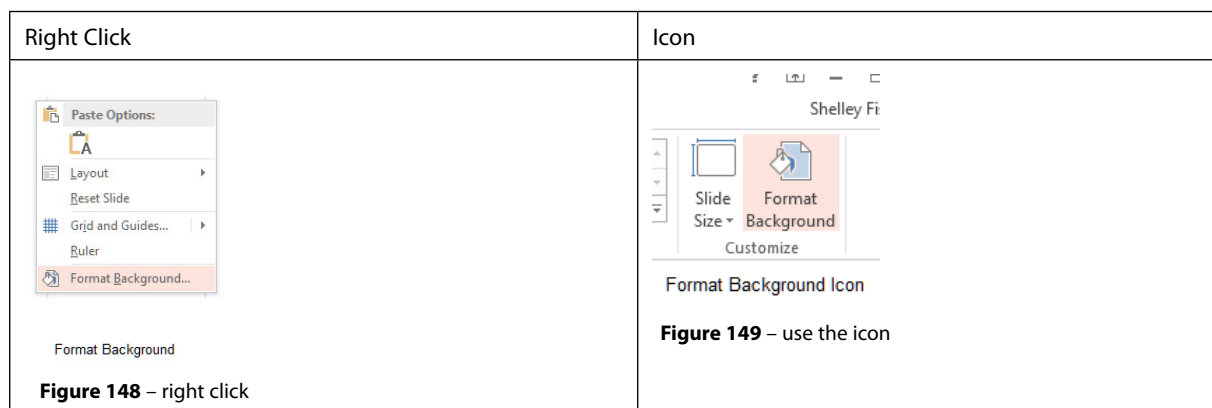 Right Click
Icon
Paste Options:
A
Layout
Reset Slide
Grid and Guides...
Ruler
Format Background...
Format Background
Figure 148 – right click
Shelley Fi
Slide
Size
Format
Background
Customize
Format Background Icon
Figure 149 – use the icon